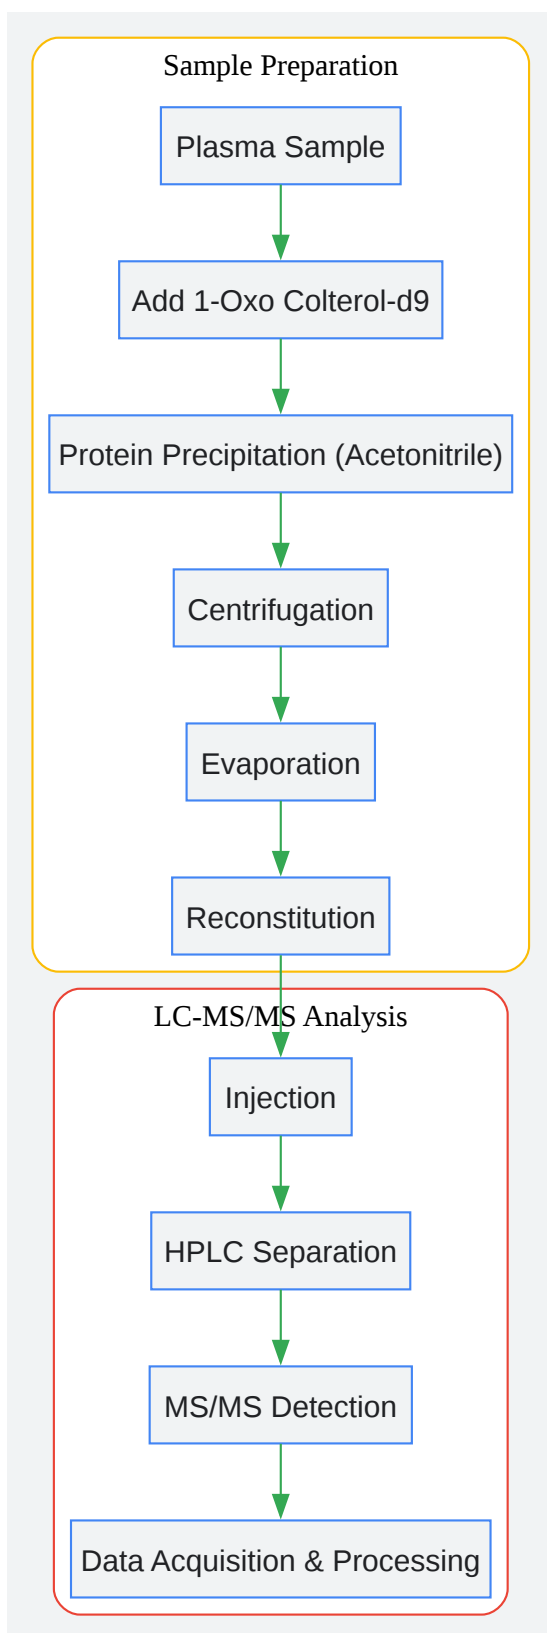 Sample Preparation
Plasma Sample
Add 1-Oxo Colterol-d9
Protein Precipitation (Acetonitrile)
Centrifugation
Evaporation
Reconstitution
LC-MS/MS Analysis
Injection
HPLC Separation
MS/MS Detection
Data Acquisition & Processing